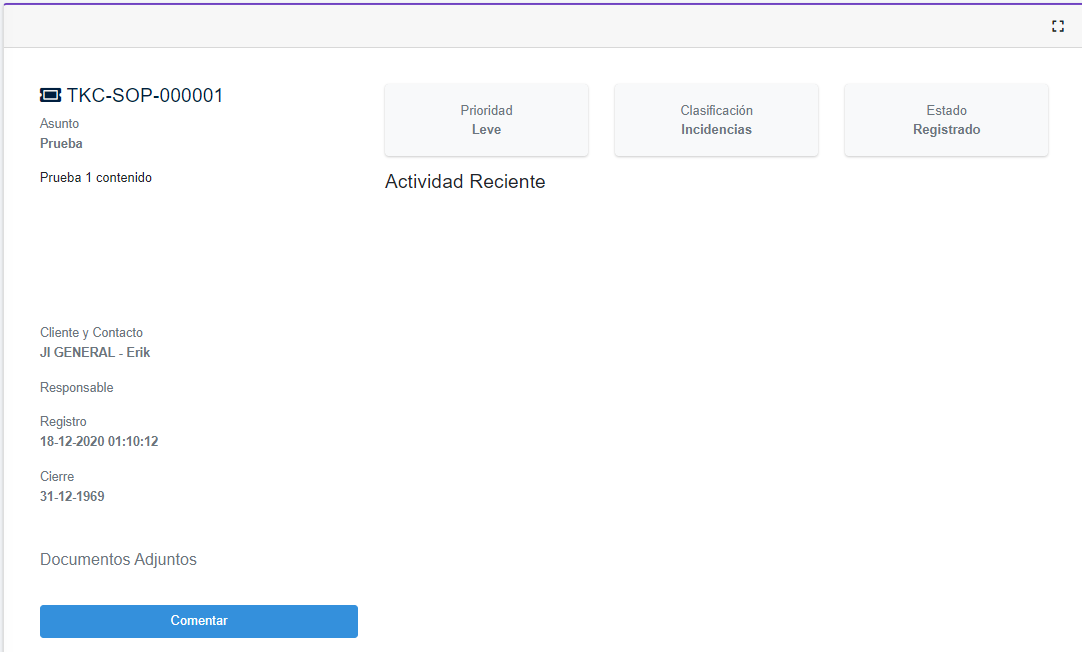 TKC-SOP-000001
Asunto
Prueba
Prueba 1 contenido
Cliente y Contacto
JI GENERAL - Erik
Responsable
Registro
18-12-2020 01:10:12
Cierre
31-12-1969
Documentos Adjuntos
Comentar
Prioridad
Leve
Clasificación
Incidencias
Estado
Registrado
Actividad Reciente